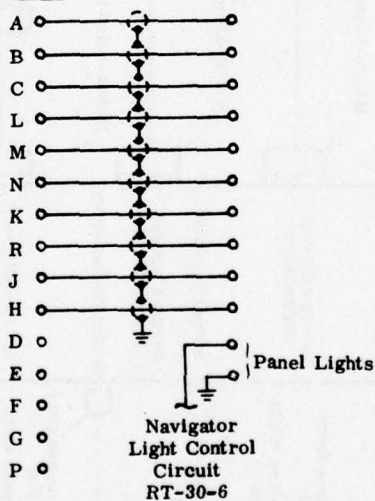 A
B
C
L
M
N
K
R
J
H
D
E
Panel Lights
F
G
Navigator
Light Control
P
Circuit
RT-30-6